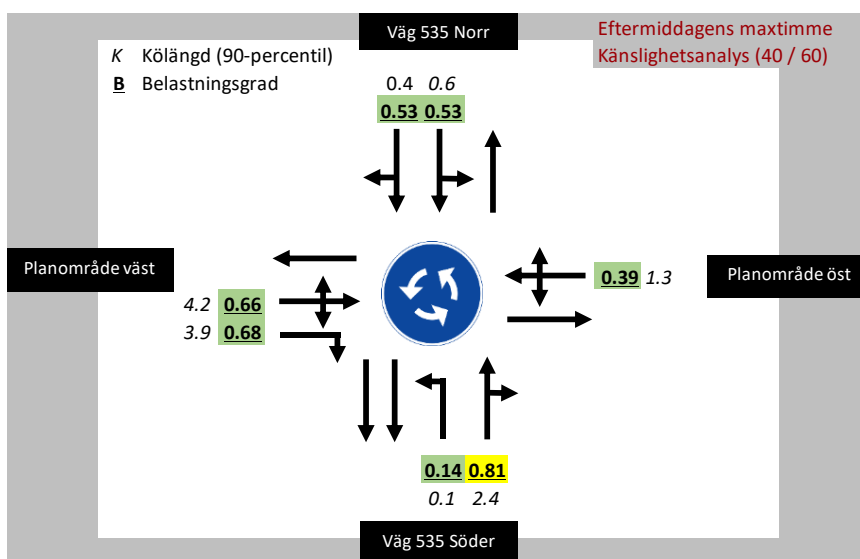 Väg 535 Norr
Eftermiddagens maxtimme
Känslighetsanalys (40 / 60)
K Kölängd (90-percentil)
B Belastningsgrad
0.4 0.6
0.53 0.53
Planområde väst
4.2 0.66
3.9 0.68
0.39 1.3
Planområde öst
0.14 0.81
0.1 2.4
Väg 535 Söder